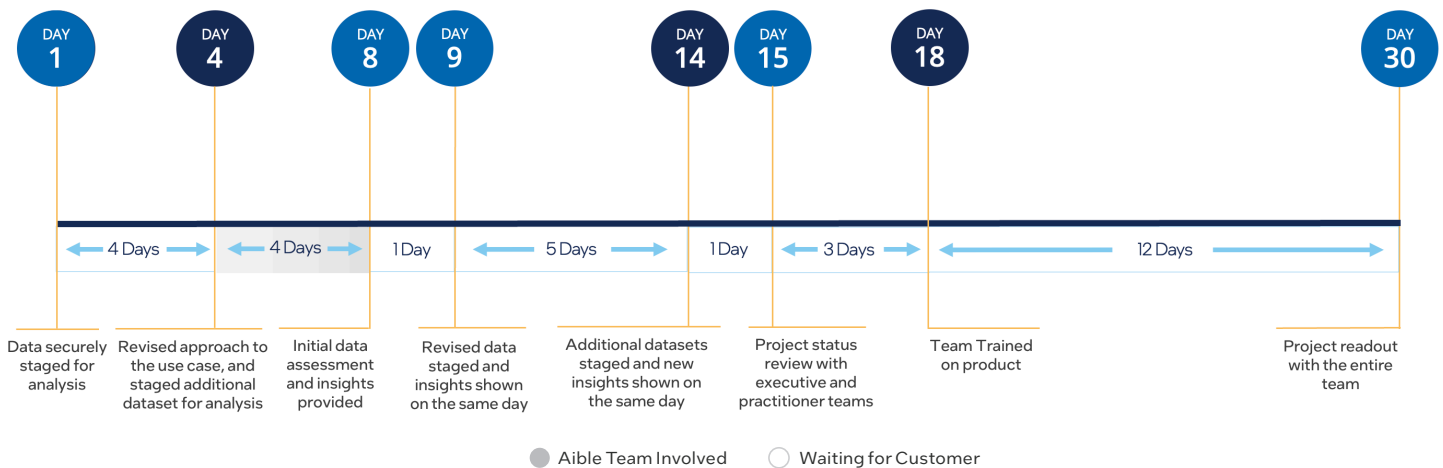 DAY
1
DAY
4
DAY
8
DAY
9
DAY
14
DAY
15
DAY
18
DAY
30
4 Days
4 Days
1 Day
5 Days
1 Day
3 Days
12 Days
Data securely
staged for
analysis
Revised approach to
the use case, and
staged additional
dataset for analysis
Initial data
assessment
and insights
provided
Revised data
staged and
insights shown
on the same day
Additional datasets
staged and new
insights shown on
the same day
Project status
review with
executive and
practitioner teams
Team Trained
on product
Project readout
with the entire
team
Aible Team Involved
Waiting for Customer